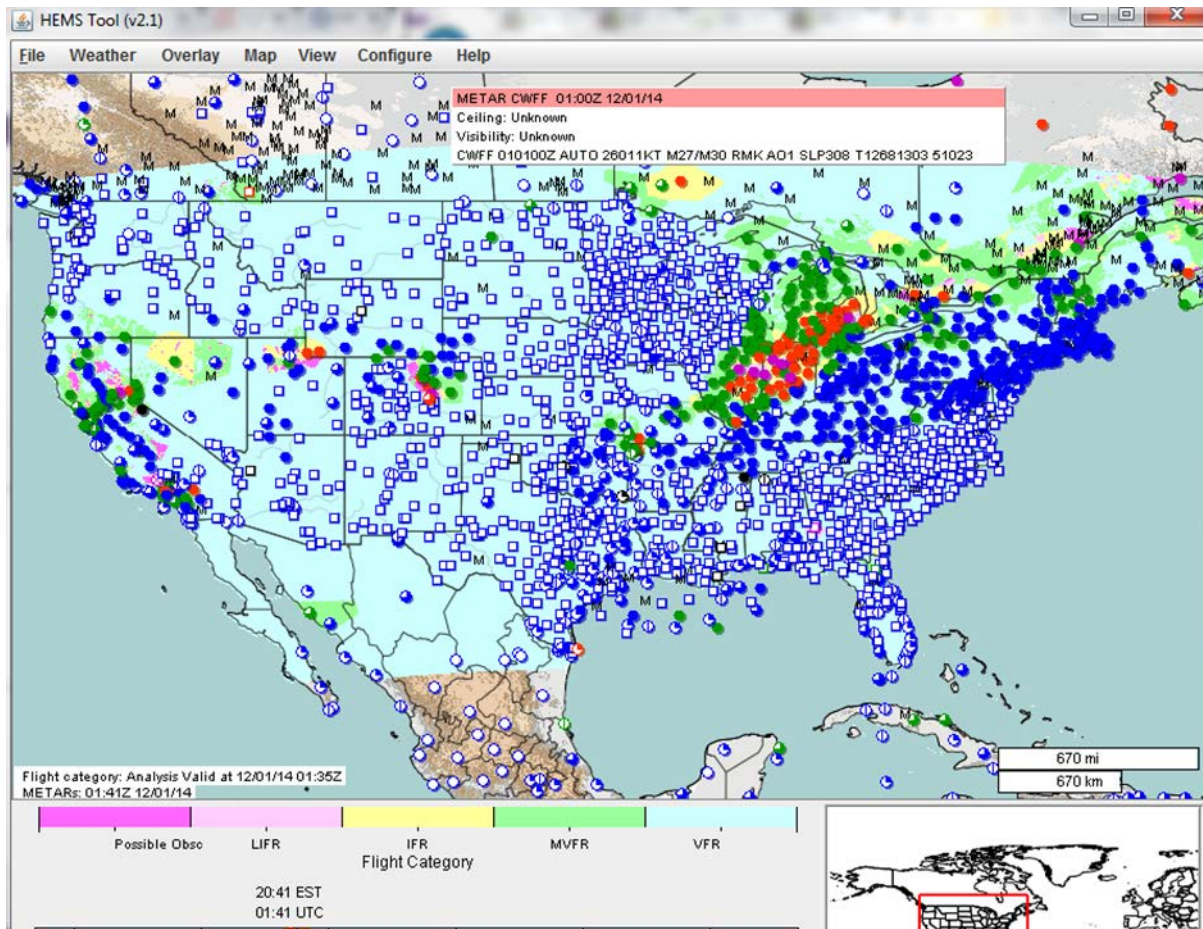 HEMS Tool (v2.1)
File Weather Overlay Map View Configure Help
METAR CWFF 01:00Z 12/01/14
Ceiling: Unknown
Visibility: Unknown
CWFF 010100Z AUTO 26011KT M27/M30 RMK AO1 SLP308 T12681303 51023
670 mi
670 km
Flight category: Analysis Valid at 12/01/14 01:35Z
METARs: 01:41Z 12/01/14
Possible Obsc LIFR IFR MVFR VFR
Flight Category
20:41 EST
01:41 UTC